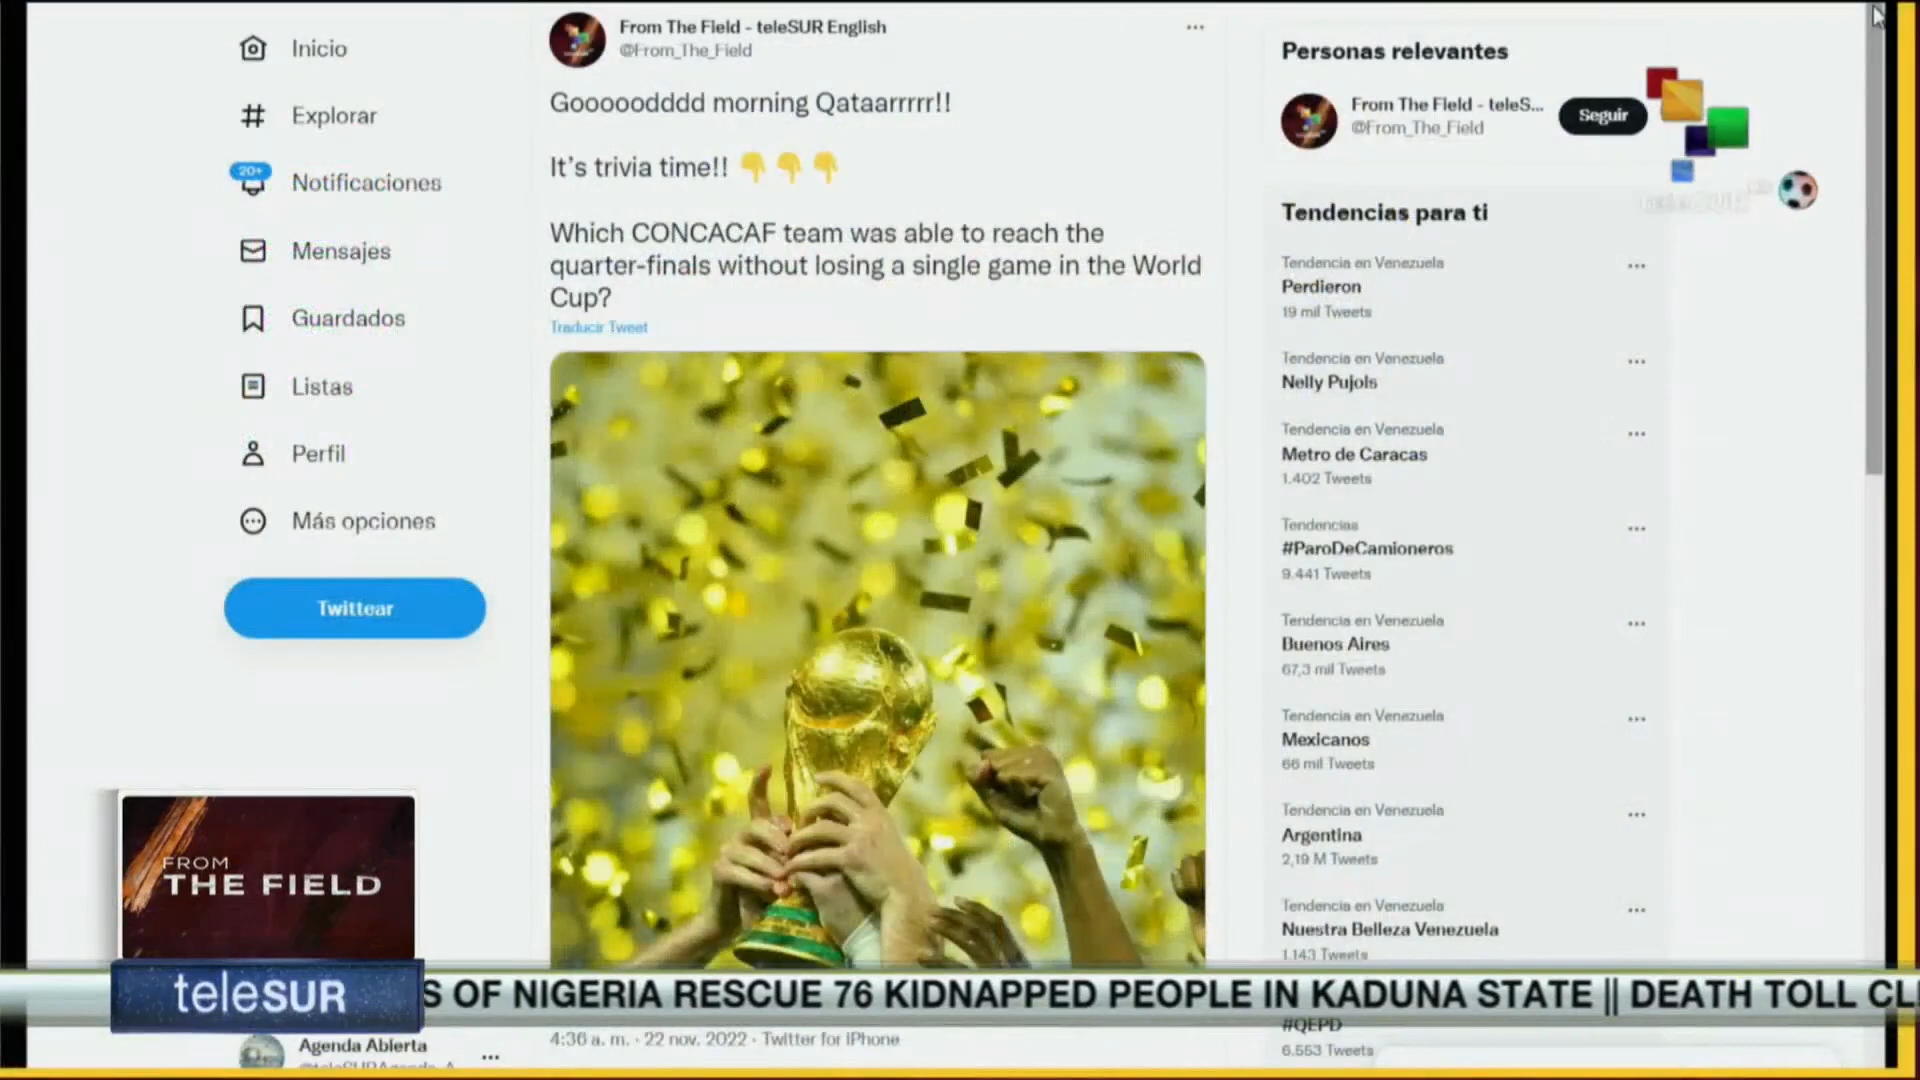 Inicio
Explorar
20+
Notificaciones
Mensajes
Guardados
Listas
Perfil
Más opciones
Twittear
From The Field - teleSUR English
@From_The_Field
Gooooodddd morning Qataarrrrr!!
It's trivia time!! 👇👇👇
Which CONCACAF team was able to reach the
quarter-finals without losing a single game in the World
Cup?
Traducir Tweet
4:36 a. m. · 22 nov. 2022 · Twitter for iPhone
Personas relevantes
From The Field - teleS...
@From_The_Field
Seguir
teleSUR
Tendencias para ti
Tendencia en Venezuela
Perdieron
19 mil Tweets
Tendencia en Venezuela
Nelly Pujols
Tendencia en Venezuela
Metro de Caracas
1.402 Tweets
Tendencias
#ParoDeCamioneros
9.441 Tweets
Tendencia en Venezuela
Buenos Aires
67,3 mil Tweets
Tendencia en Venezuela
Mexicanos
66 mil Tweets
Tendencia en Venezuela
Argentina
2,19 M Tweets
Tendencia en Venezuela
Nuestra Belleza Venezuela
1.143 Tweets
#QEPD
6.553 Tweets
FROM
THE FIELD
teleSUR
S OF NIGERIA RESCUE 76 KIDNAPPED PEOPLE IN KADUNA STATE || DEATH TOLL CL
Agenda Abierta